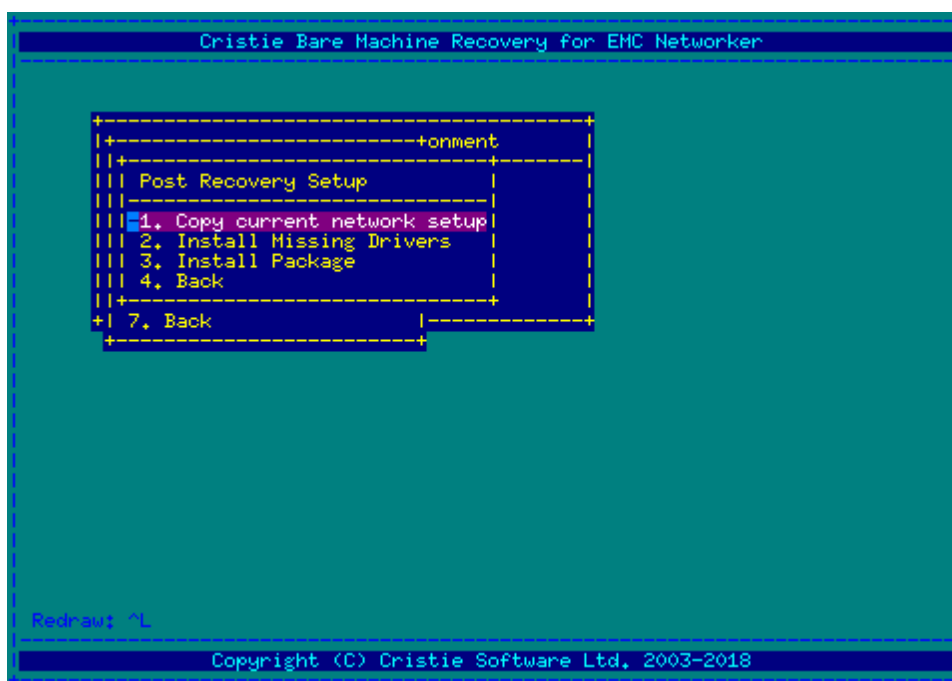 Cristie Bare Machine Recovery for EMC Networker
onment
Post Recovery Setup
1. Copy current network setup
2. Install Missing Drivers
3. Install Package
4. Back
7. Back
Redraw: ^L
Copyright (C) Cristie Software Ltd. 2003-2018